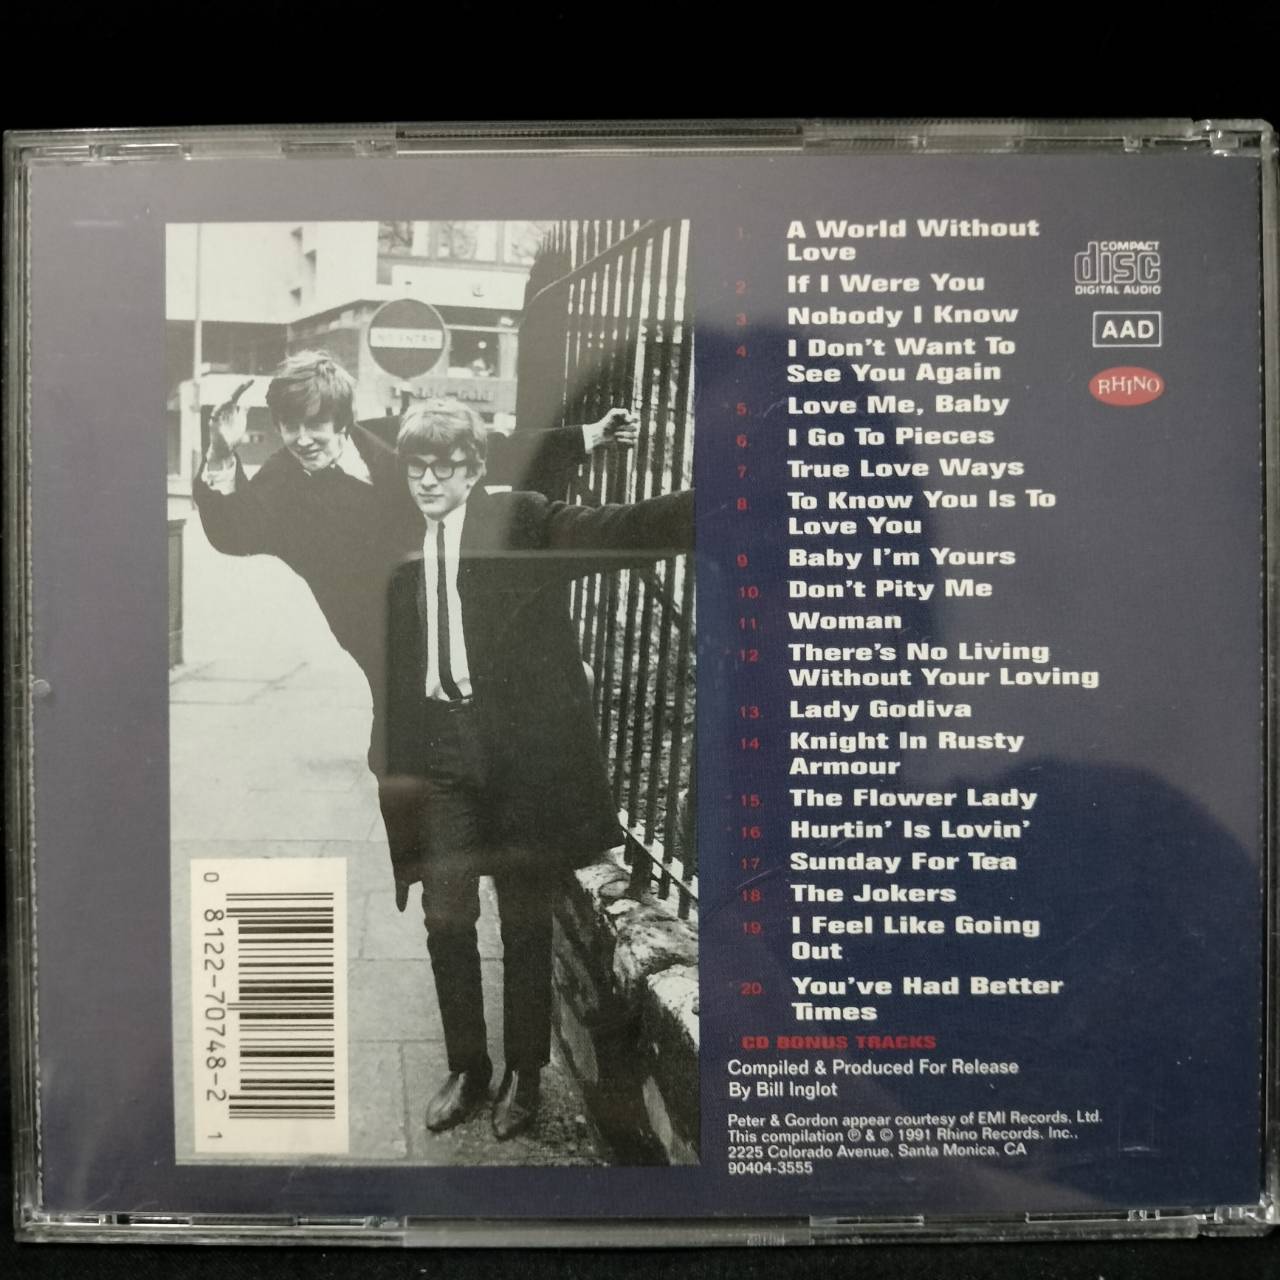 1. A World Without
Love
2. If I Were You
3. Nobody I Know
4. I Don't Want To
See You Again
5. Love Me, Baby
6. I Go To Pieces
7. True Love Ways
8. To Know You Is To
Love You
9. Baby I'm Yours
10. Don't Pity Me
11. Woman
12. There's No Living
Without Your Loving
13. Lady Godiva
14. Knight In Rusty
Armour
15. The Flower Lady
16. Hurtin' Is Lovin'
17. Sunday For Tea
18. The Jokers
19. I Feel Like Going
Out
20. You've Had Better
Times
CD BONUS TRACKS
Compiled & Produced For Release
By Bill Inglot
Peter & Gordon appear courtesy of EMI Records, Ltd.
This compilation ℗ & © 1991 Rhino Records, Inc.,
2225 Colorado Avenue, Santa Monica, CA
90404-3555
COMPACT
disc
DIGITAL AUDIO
AAD
RHINO
NO ENTRY
0 8122-70748-2 1